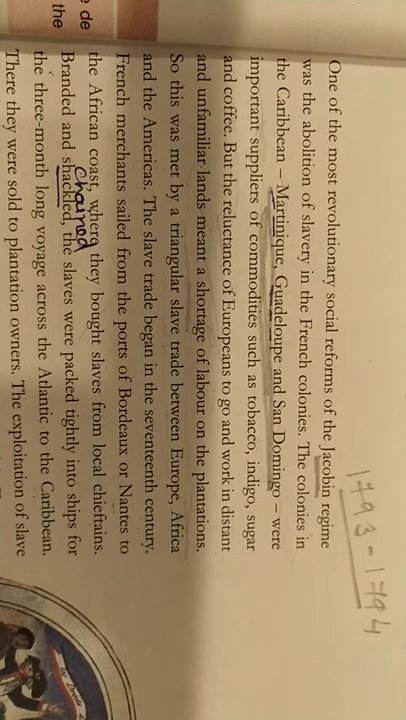 1793-1794
One of the most revolutionary social reforms of the Jacobin regime
was the abolition of slavery in the French colonies. The colonies in
the Caribbean – Martinique, Guadeloupe and San Domingo – were
important suppliers of commodities such as tobacco, indigo, sugar
and coffee. But the reluctance of Europeans to go and work in distant
and unfamiliar lands meant a shortage of labour on the plantations.
So this was met by a triangular slave trade between Europe, Africa
and the Americas. The slave trade began in the seventeenth century.
French merchants sailed from the ports of Bordeaux or Nantes to
the African coast, where they bought slaves from local chieftains.
Chained
Branded and shackled, the slaves were packed tightly into ships for
the three-month long voyage across the Atlantic to the Caribbean.
There they were sold to plantation owners. The exploitation of slave
de
the